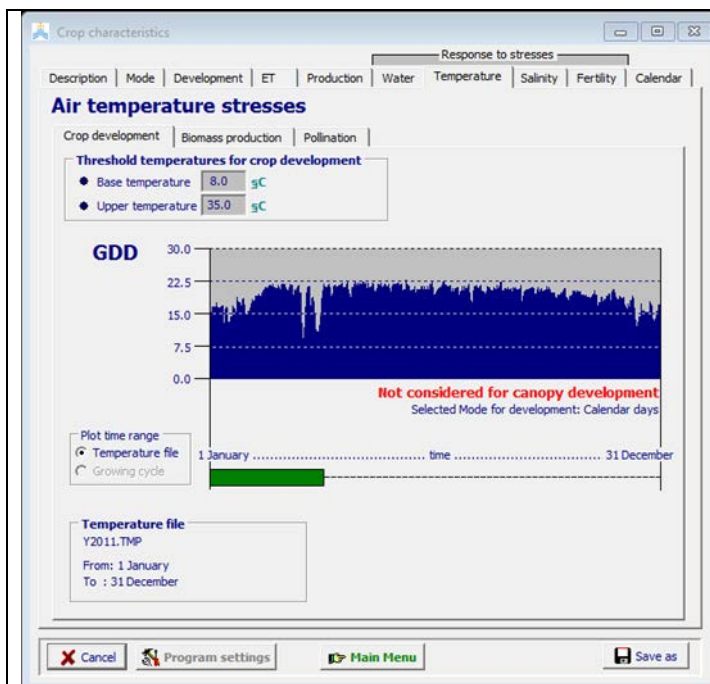 Crop characteristics
Response to stresses
Description Mode Development ET Production Water Temperature Salinity Fertility Calendar
Air temperature stresses
Crop development Biomass production Pollination
Threshold temperatures for crop development
Base temperature 8.0 §C
Upper temperature 35.0 §C
GDD
30.0
22.5
15.0
7.5
0.0
Not considered for canopy development
Selected Mode for development: Calendar days
Plot time range
Temperature file
Growing cycle
1 January ............................................. time ............................................. 31 December
Temperature file
Y2011.TMP
From: 1 January
To : 31 December
Cancel Program settings Main Menu Save as